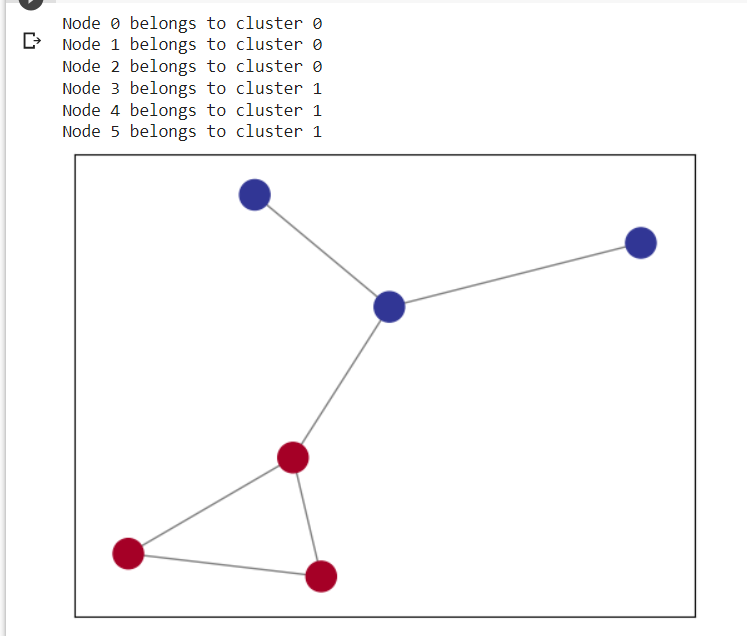 Node 0 belongs to cluster 0
Node 1 belongs to cluster 0
Node 2 belongs to cluster 0
Node 3 belongs to cluster 1
Node 4 belongs to cluster 1
Node 5 belongs to cluster 1